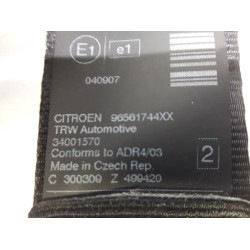 E1 e1
040907
CITROEN 96561744XX
TRW Automotive
34001570
Conforms to ADR4/03
2
Made in Czech Rep
C 300309 Z 499420